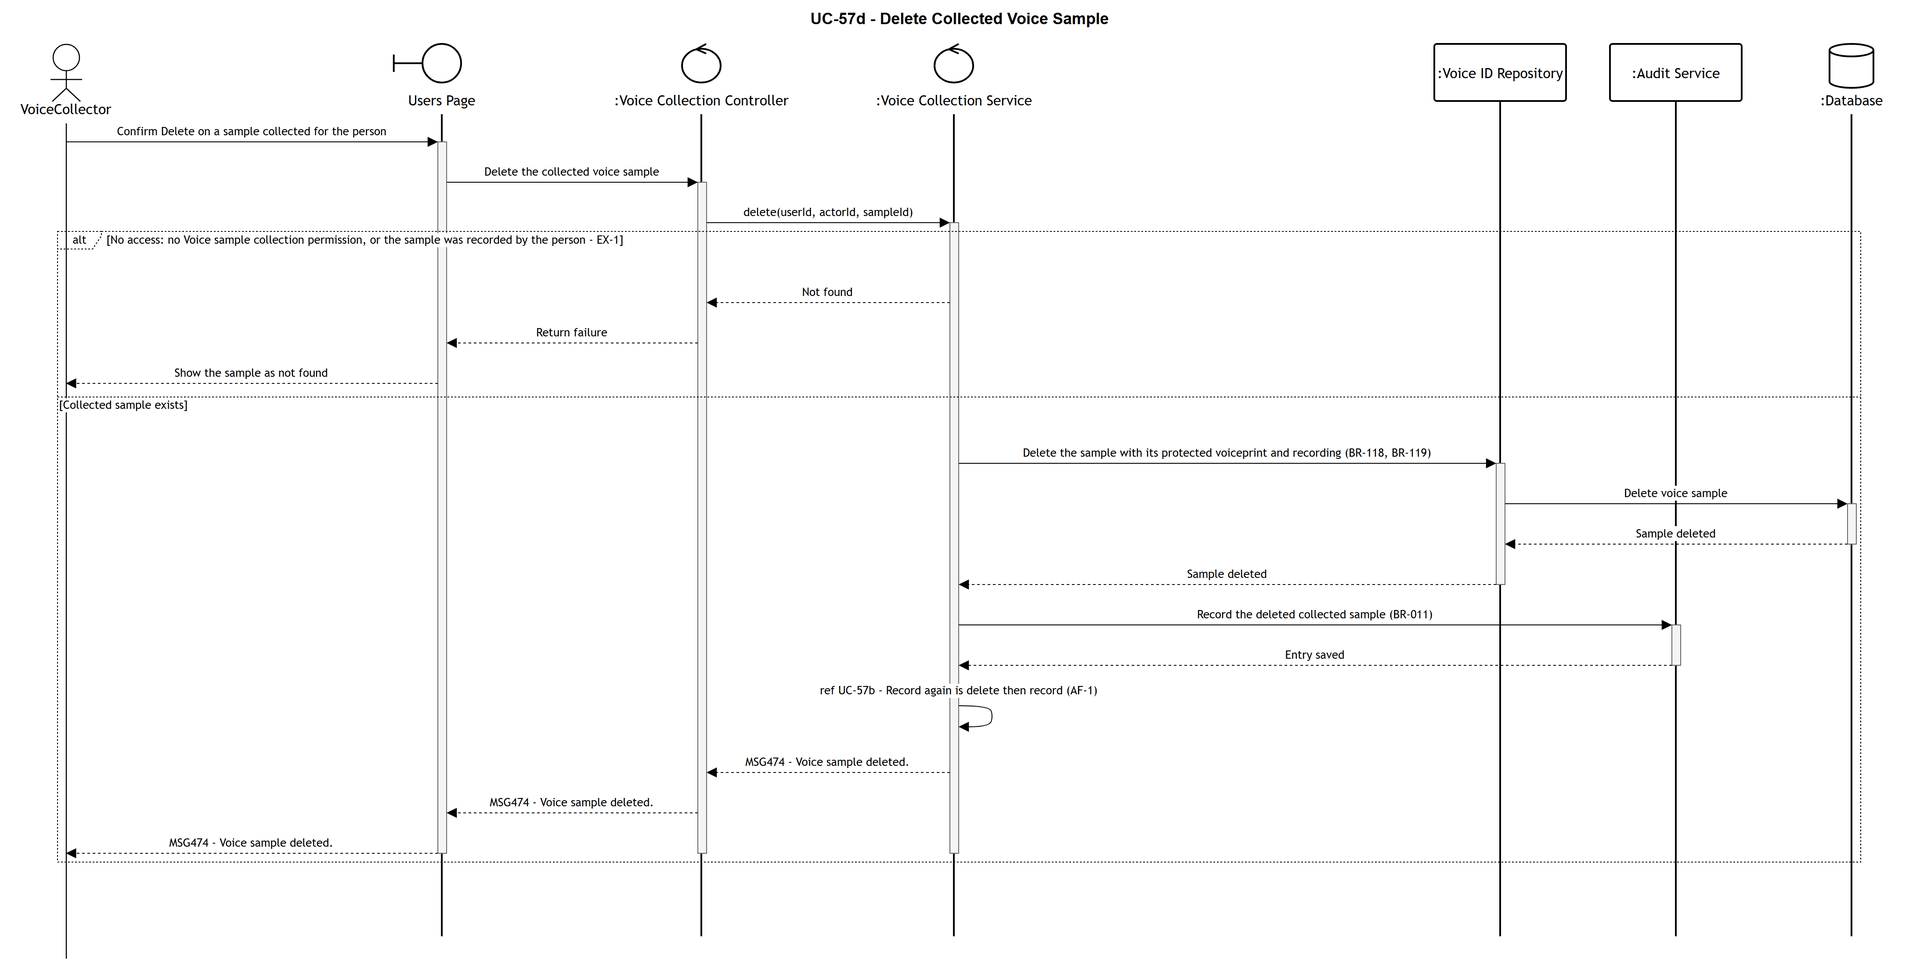 UC-57d - Delete Collected Voice Sample
VoiceCollector
Users Page
:Voice Collection Controller
:Voice Collection Service
:Voice ID Repository
:Audit Service
:Database
Confirm Delete on a sample collected for the person
Delete the collected voice sample
delete(userId, actorId, sampleId)
alt
[No access: no Voice sample collection permission, or the sample was recorded by the person - EX-1]
Not found
Return failure
Show the sample as not found
[Collected sample exists]
Delete the sample with its protected voiceprint and recording (BR-118, BR-119)
Delete voice sample
Sample deleted
Sample deleted
Record the deleted collected sample (BR-011)
Entry saved
ref UC-57b - Record again is delete then record (AF-1)
MSG474 - Voice sample deleted.
MSG474 - Voice sample deleted.
MSG474 - Voice sample deleted.